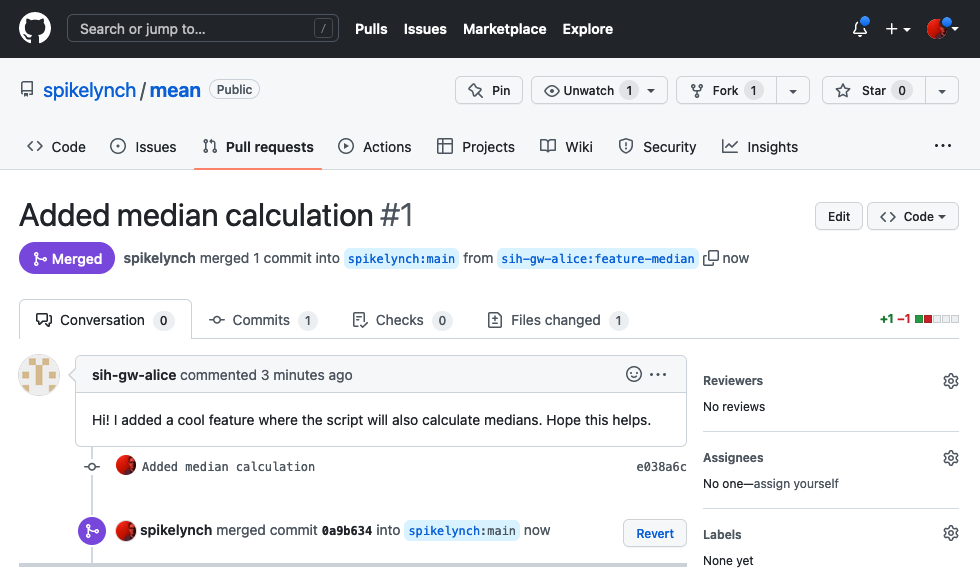 Search or jump to... / Pulls Issues Marketplace Explore
spikelynch / mean Public Pin Unwatch 1 Fork 1 Star 0
Code Issues Pull requests Actions Projects Wiki Security Insights ...
Added median calculation #1 Edit Code
Merged spikelynch merged 1 commit into spikelynch:main from sih-gw-alice:feature-median now
Conversation 0 Commits 1 Checks 0 Files changed 1 +1 −1
sih-gw-alice commented 3 minutes ago ...
Hi! I added a cool feature where the script will also calculate medians. Hope this helps.
Added median calculation e038a6c
spikelynch merged commit 0a9b634 into spikelynch:main now Revert
Reviewers
No reviews
Assignees
No one—assign yourself
Labels
None yet